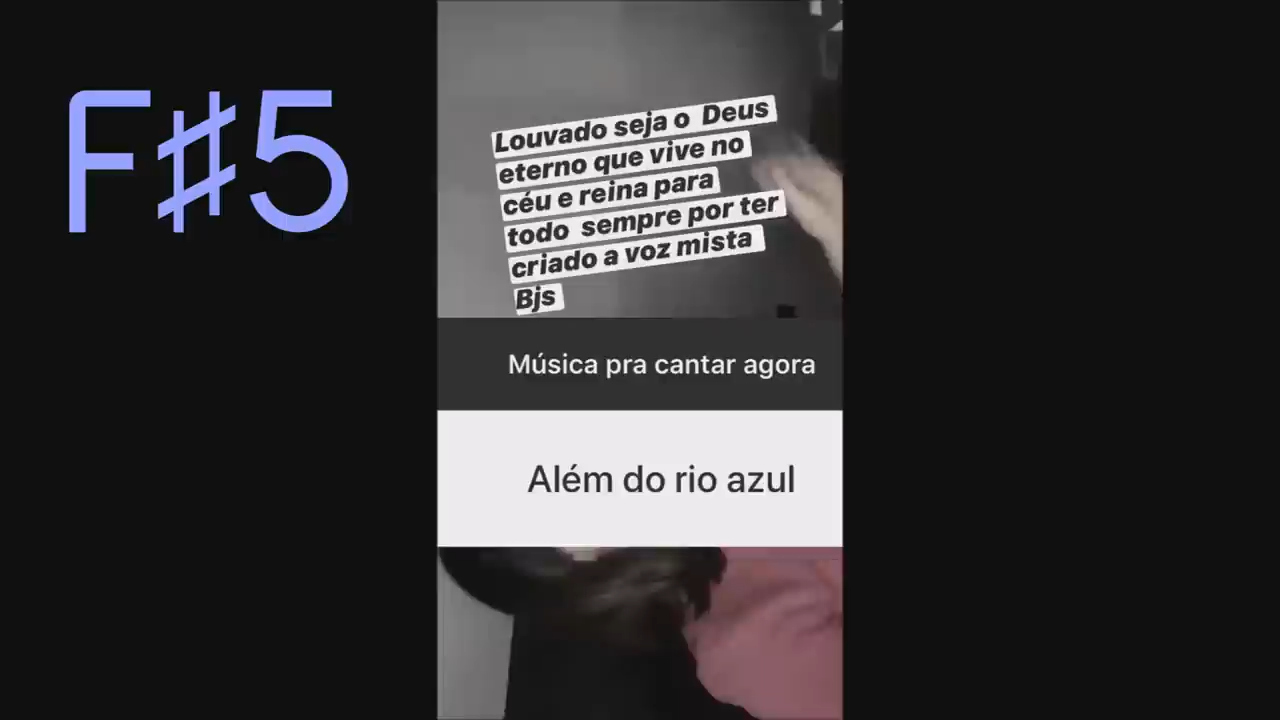 F♯5
Louvado seja o Deus
eterno que vive no
céu e reina para
todo sempre por ter
criado a voz mista
Bjs
Música pra cantar agora
Além do rio azul